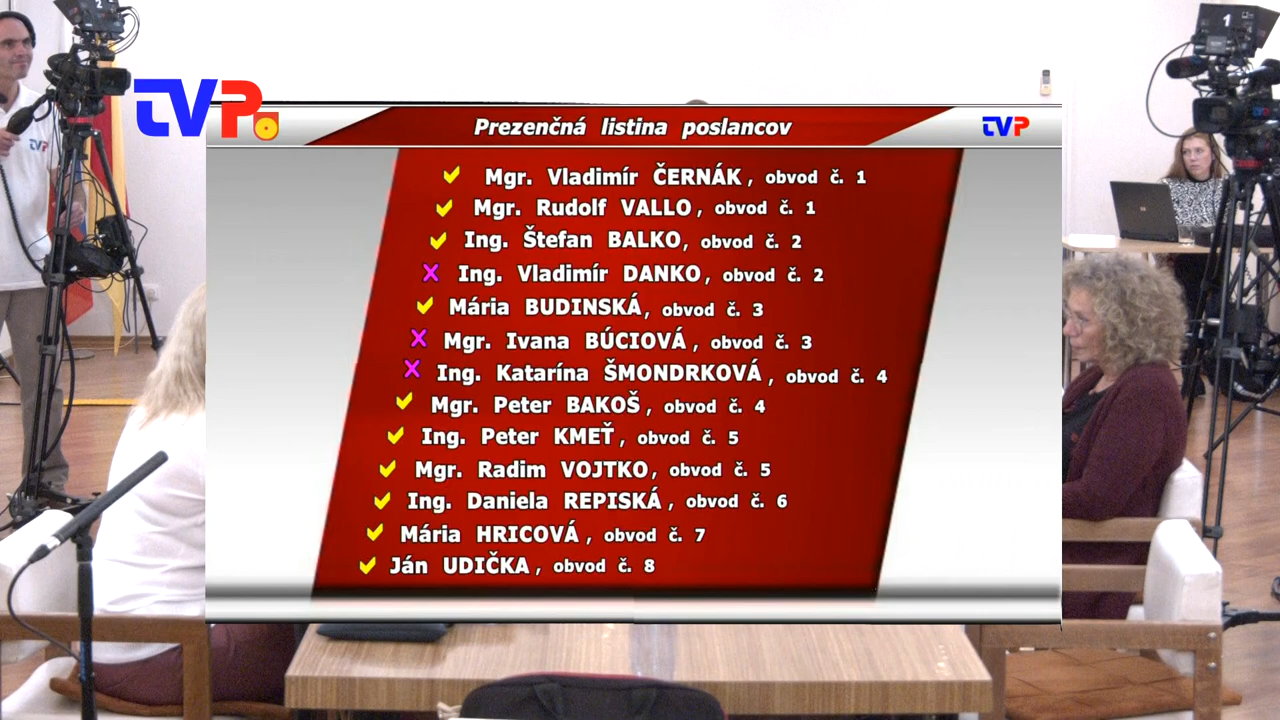 2
1
TVP
TVP
Prezenčná listina poslancov
TVP
Mgr. Vladimír ČERNÁK, obvod č. 1
Mgr. Rudolf VALLO, obvod č. 1
Ing. Štefan BALKO, obvod č. 2
Ing. Vladimír DANKO, obvod č. 2
Mária BUDINSKÁ, obvod č. 3
Mgr. Ivana BÚCIOVÁ, obvod č. 3
Ing. Katarína ŠMONDRKOVÁ, obvod č. 4
Mgr. Peter BAKOŠ, obvod č. 4
Ing. Peter KMEŤ, obvod č. 5
Mgr. Radim VOJTKO, obvod č. 5
Ing. Daniela REPISKÁ, obvod č. 6
Mária HRICOVÁ, obvod č. 7
Ján UDIČKA, obvod č. 8